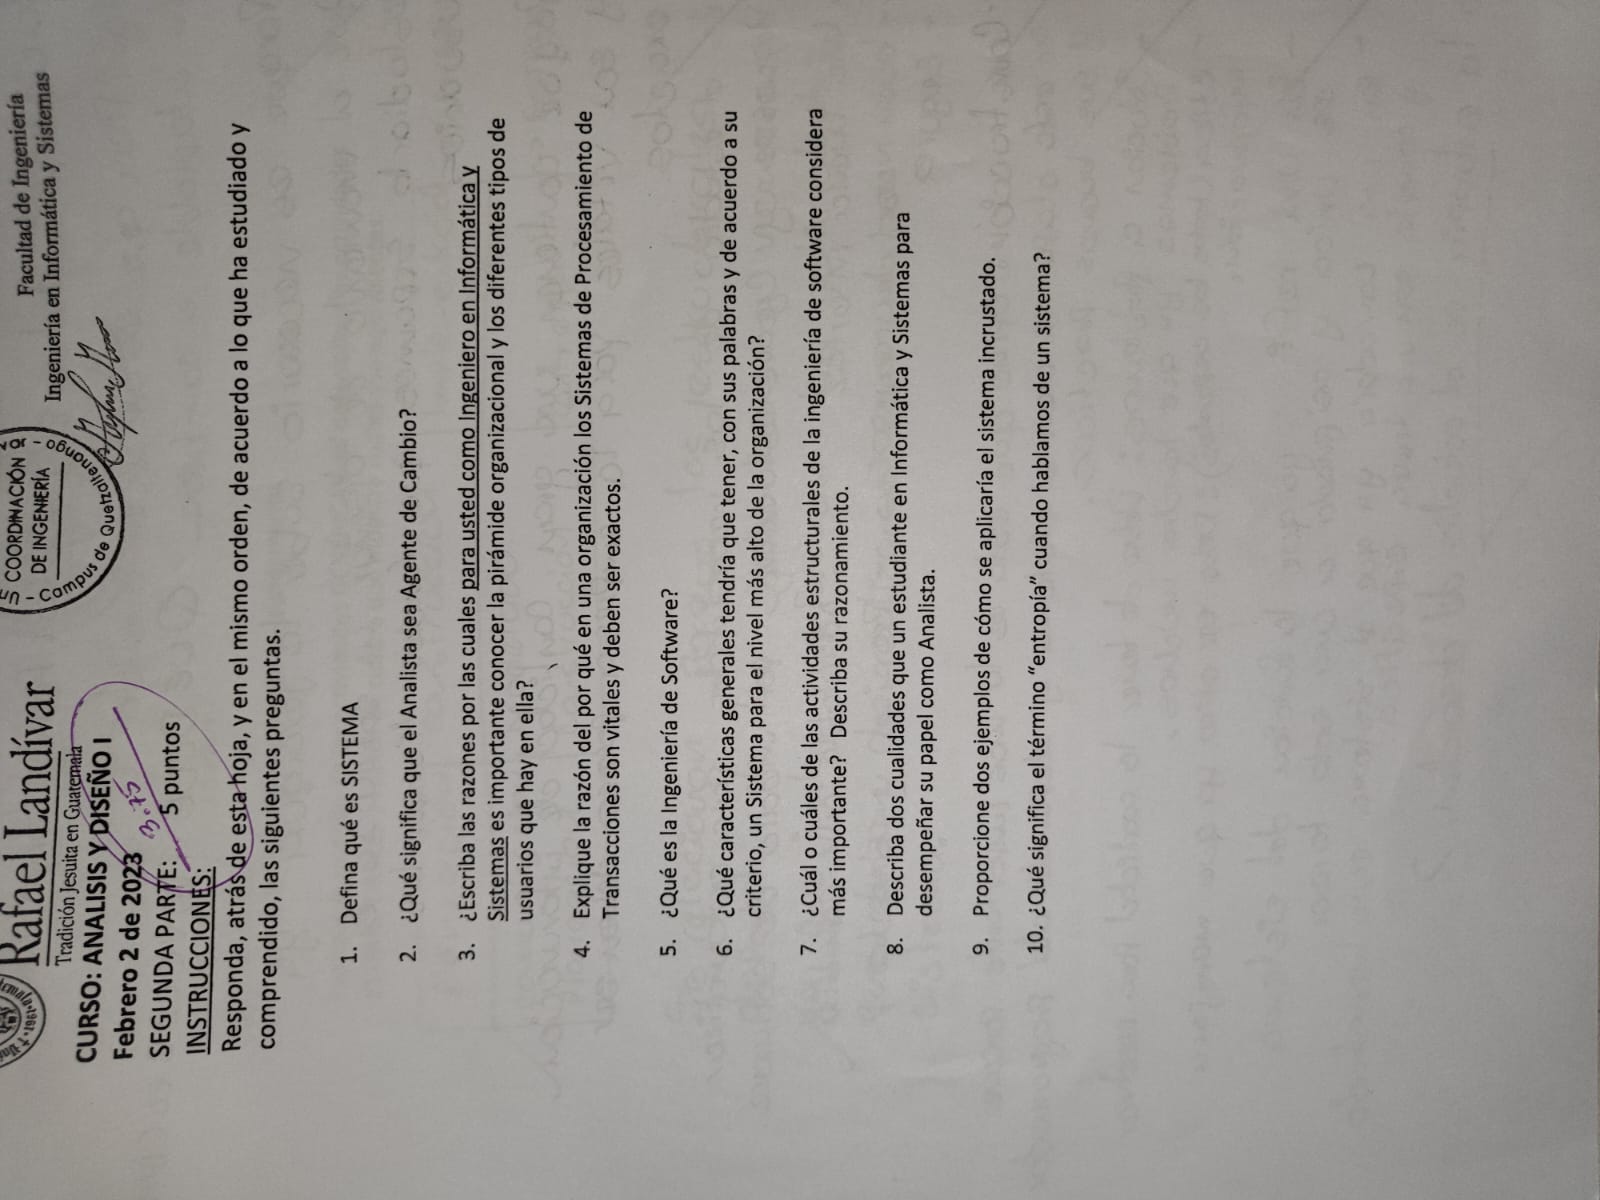 Rafael Landívar
Tradición Jesuita en Guatemala
Facultad de Ingeniería
Ingeniería en Informática y Sistemas
COORDINACIÓN
DE INGENIERÍA
- Campus de Quetzaltenango -
CURSO: ANALISIS Y DISEÑO I
Febrero 2 de 2023
SEGUNDA PARTE: 5 puntos
INSTRUCCIONES:
Responda, atrás de esta hoja, y en el mismo orden, de acuerdo a lo que ha estudiado y
comprendido, las siguientes preguntas.
1. Defina qué es SISTEMA
2. ¿Qué significa que el Analista sea Agente de Cambio?
3. ¿Escriba las razones por las cuales para usted como Ingeniero en Informática y
Sistemas es importante conocer la pirámide organizacional y los diferentes tipos de
usuarios que hay en ella?
4. Explique la razón del por qué en una organización los Sistemas de Procesamiento de
Transacciones son vitales y deben ser exactos.
5. ¿Qué es la Ingeniería de Software?
6. ¿Qué características generales tendría que tener, con sus palabras y de acuerdo a su
criterio, un Sistema para el nivel más alto de la organización?
7. ¿Cuál o cuáles de las actividades estructurales de la ingeniería de software considera
más importante? Describa su razonamiento.
8. Describa dos cualidades que un estudiante en Informática y Sistemas para
desempeñar su papel como Analista.
9. Proporcione dos ejemplos de cómo se aplicaría el sistema incrustado.
10. ¿Qué significa el término “entropía” cuando hablamos de un sistema?